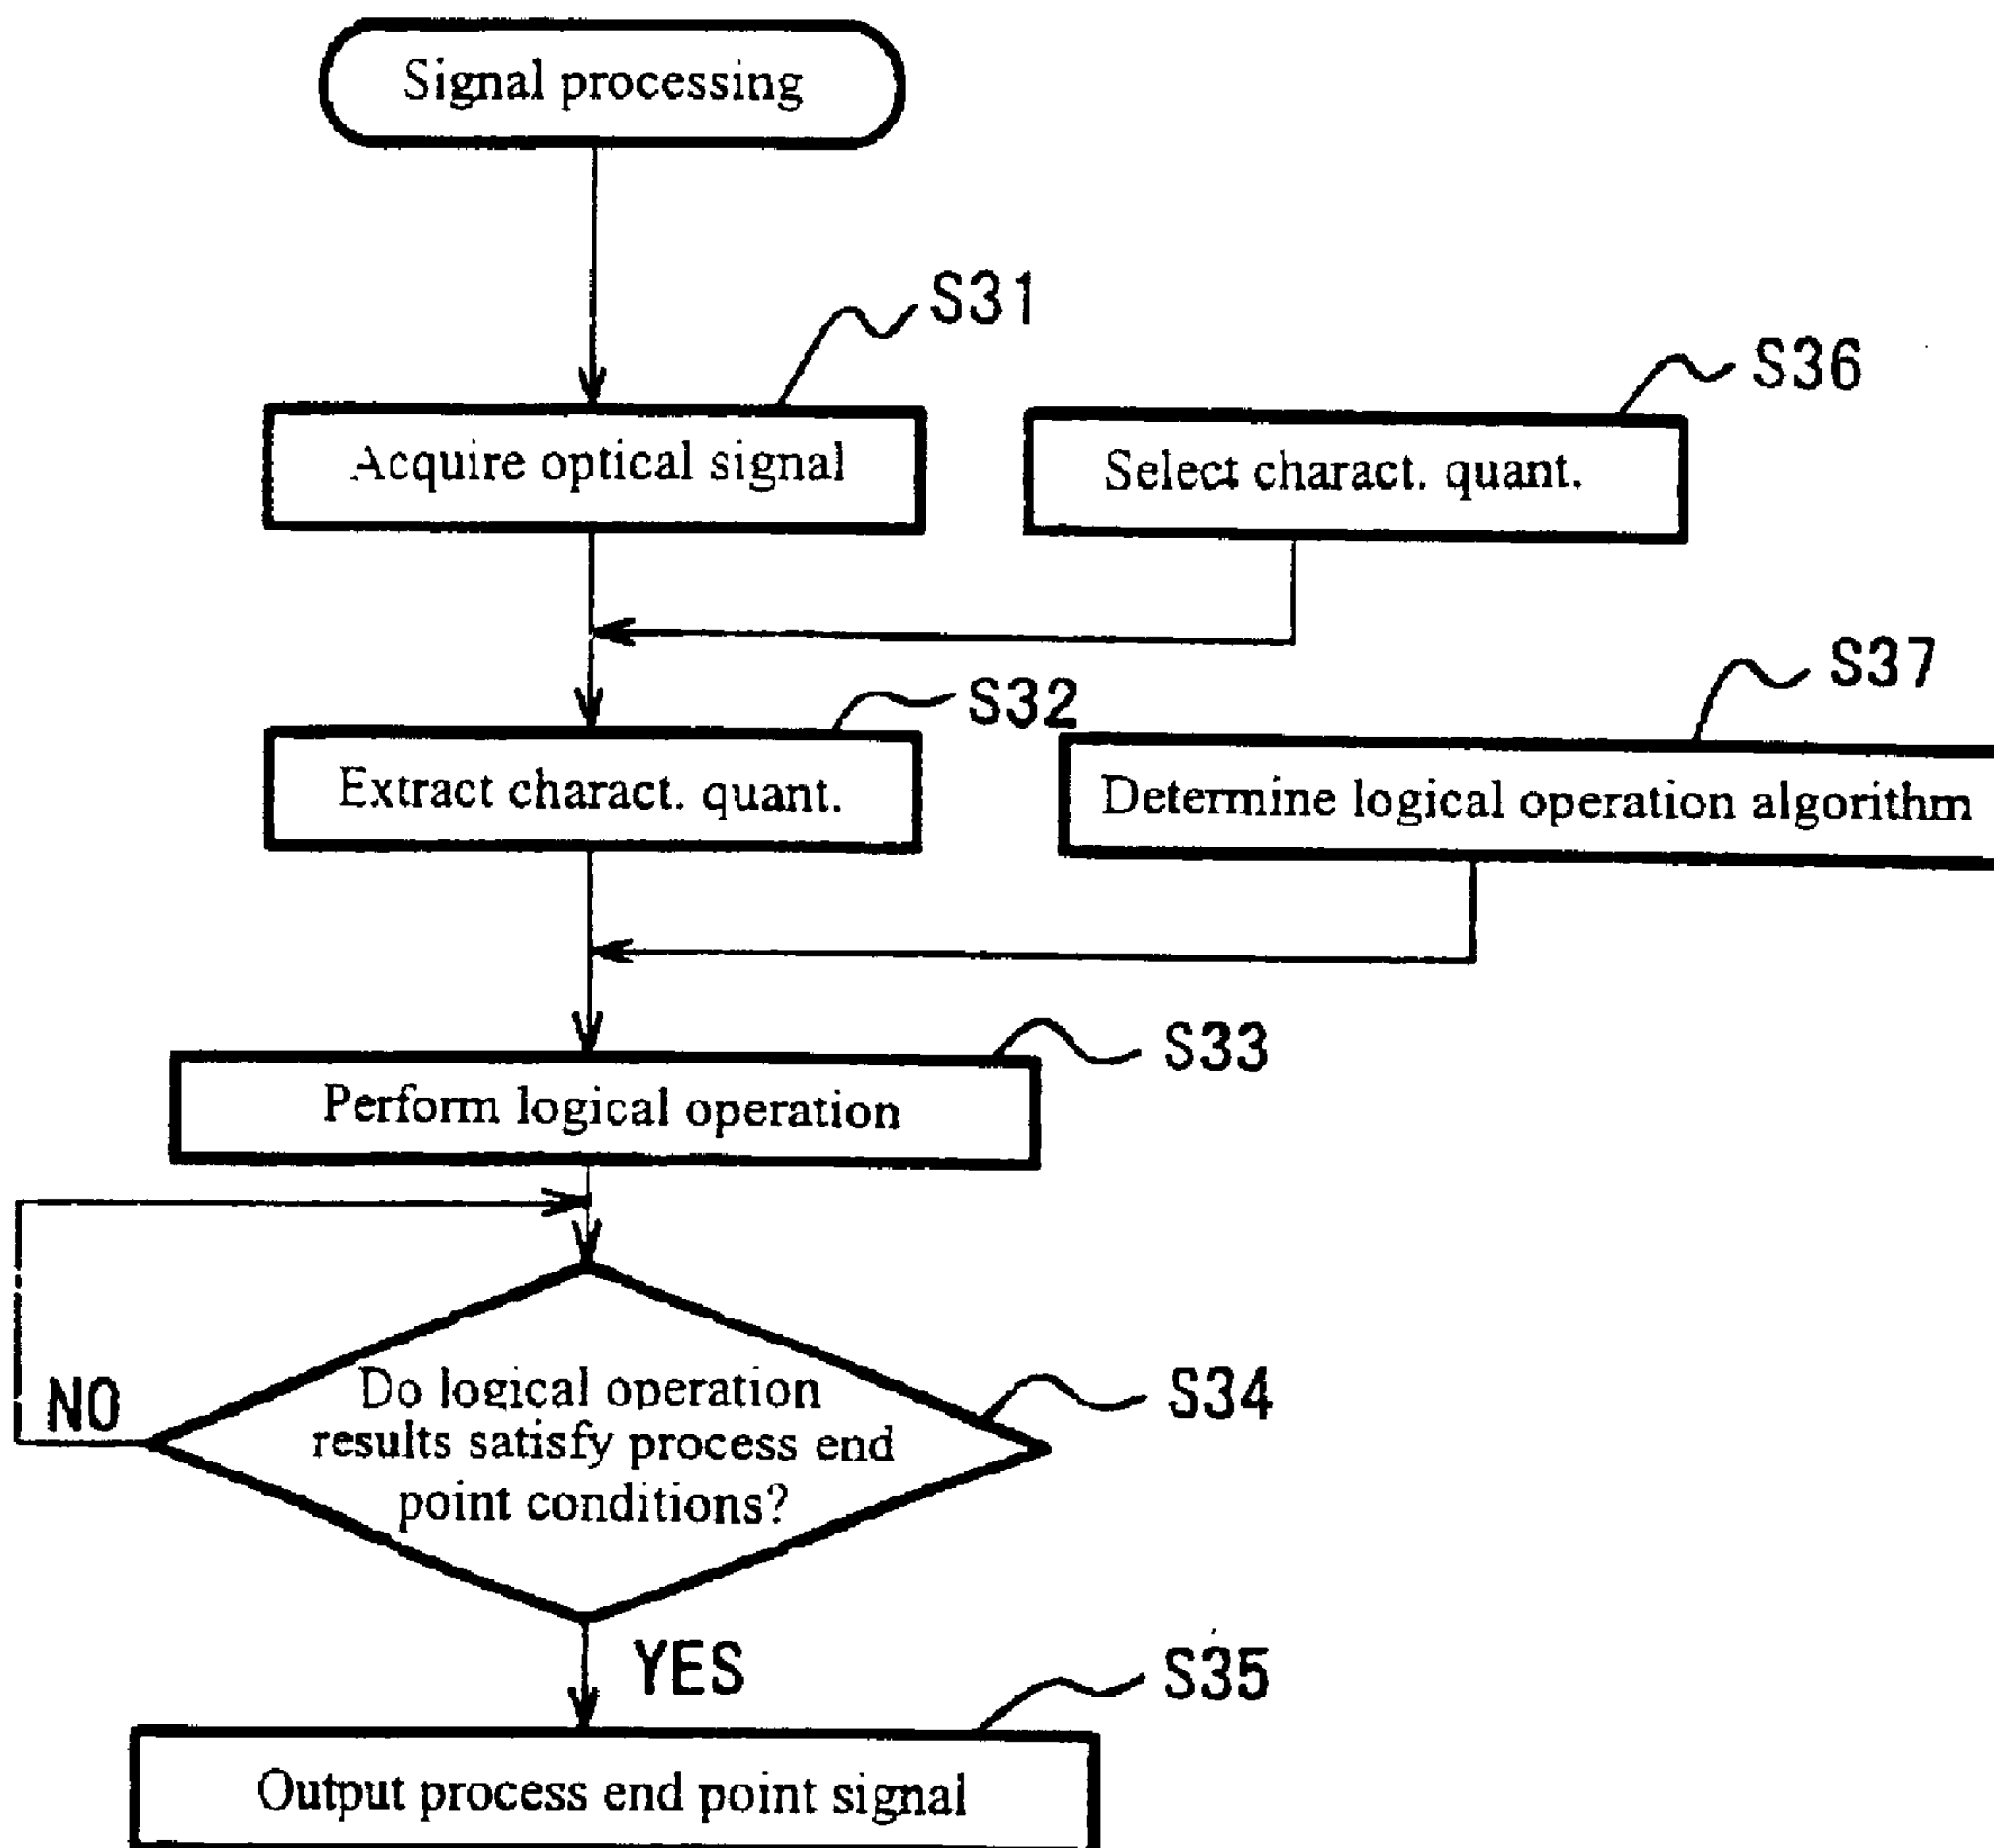 Signal processing
S31
S36
Acquire optical signal
Select charact. quant.
S32
S37
Extract charact. quant.
Determine logical operation algorithm
S33
Perform logical operation
NO
Do logical operation
results satisfy process end
point conditions?
S34
YES
S35
Output process end point signal